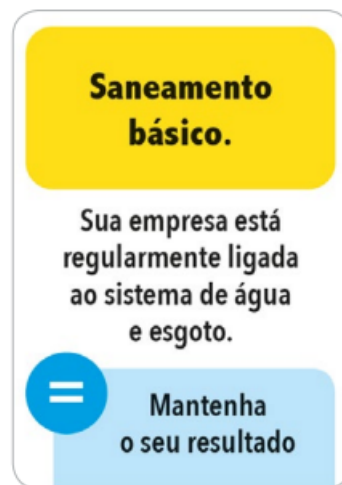 Saneamento
básico.
Sua empresa está
regularmente ligada
ao sistema de água
e esgoto.
=
Mantenha
o seu resultado